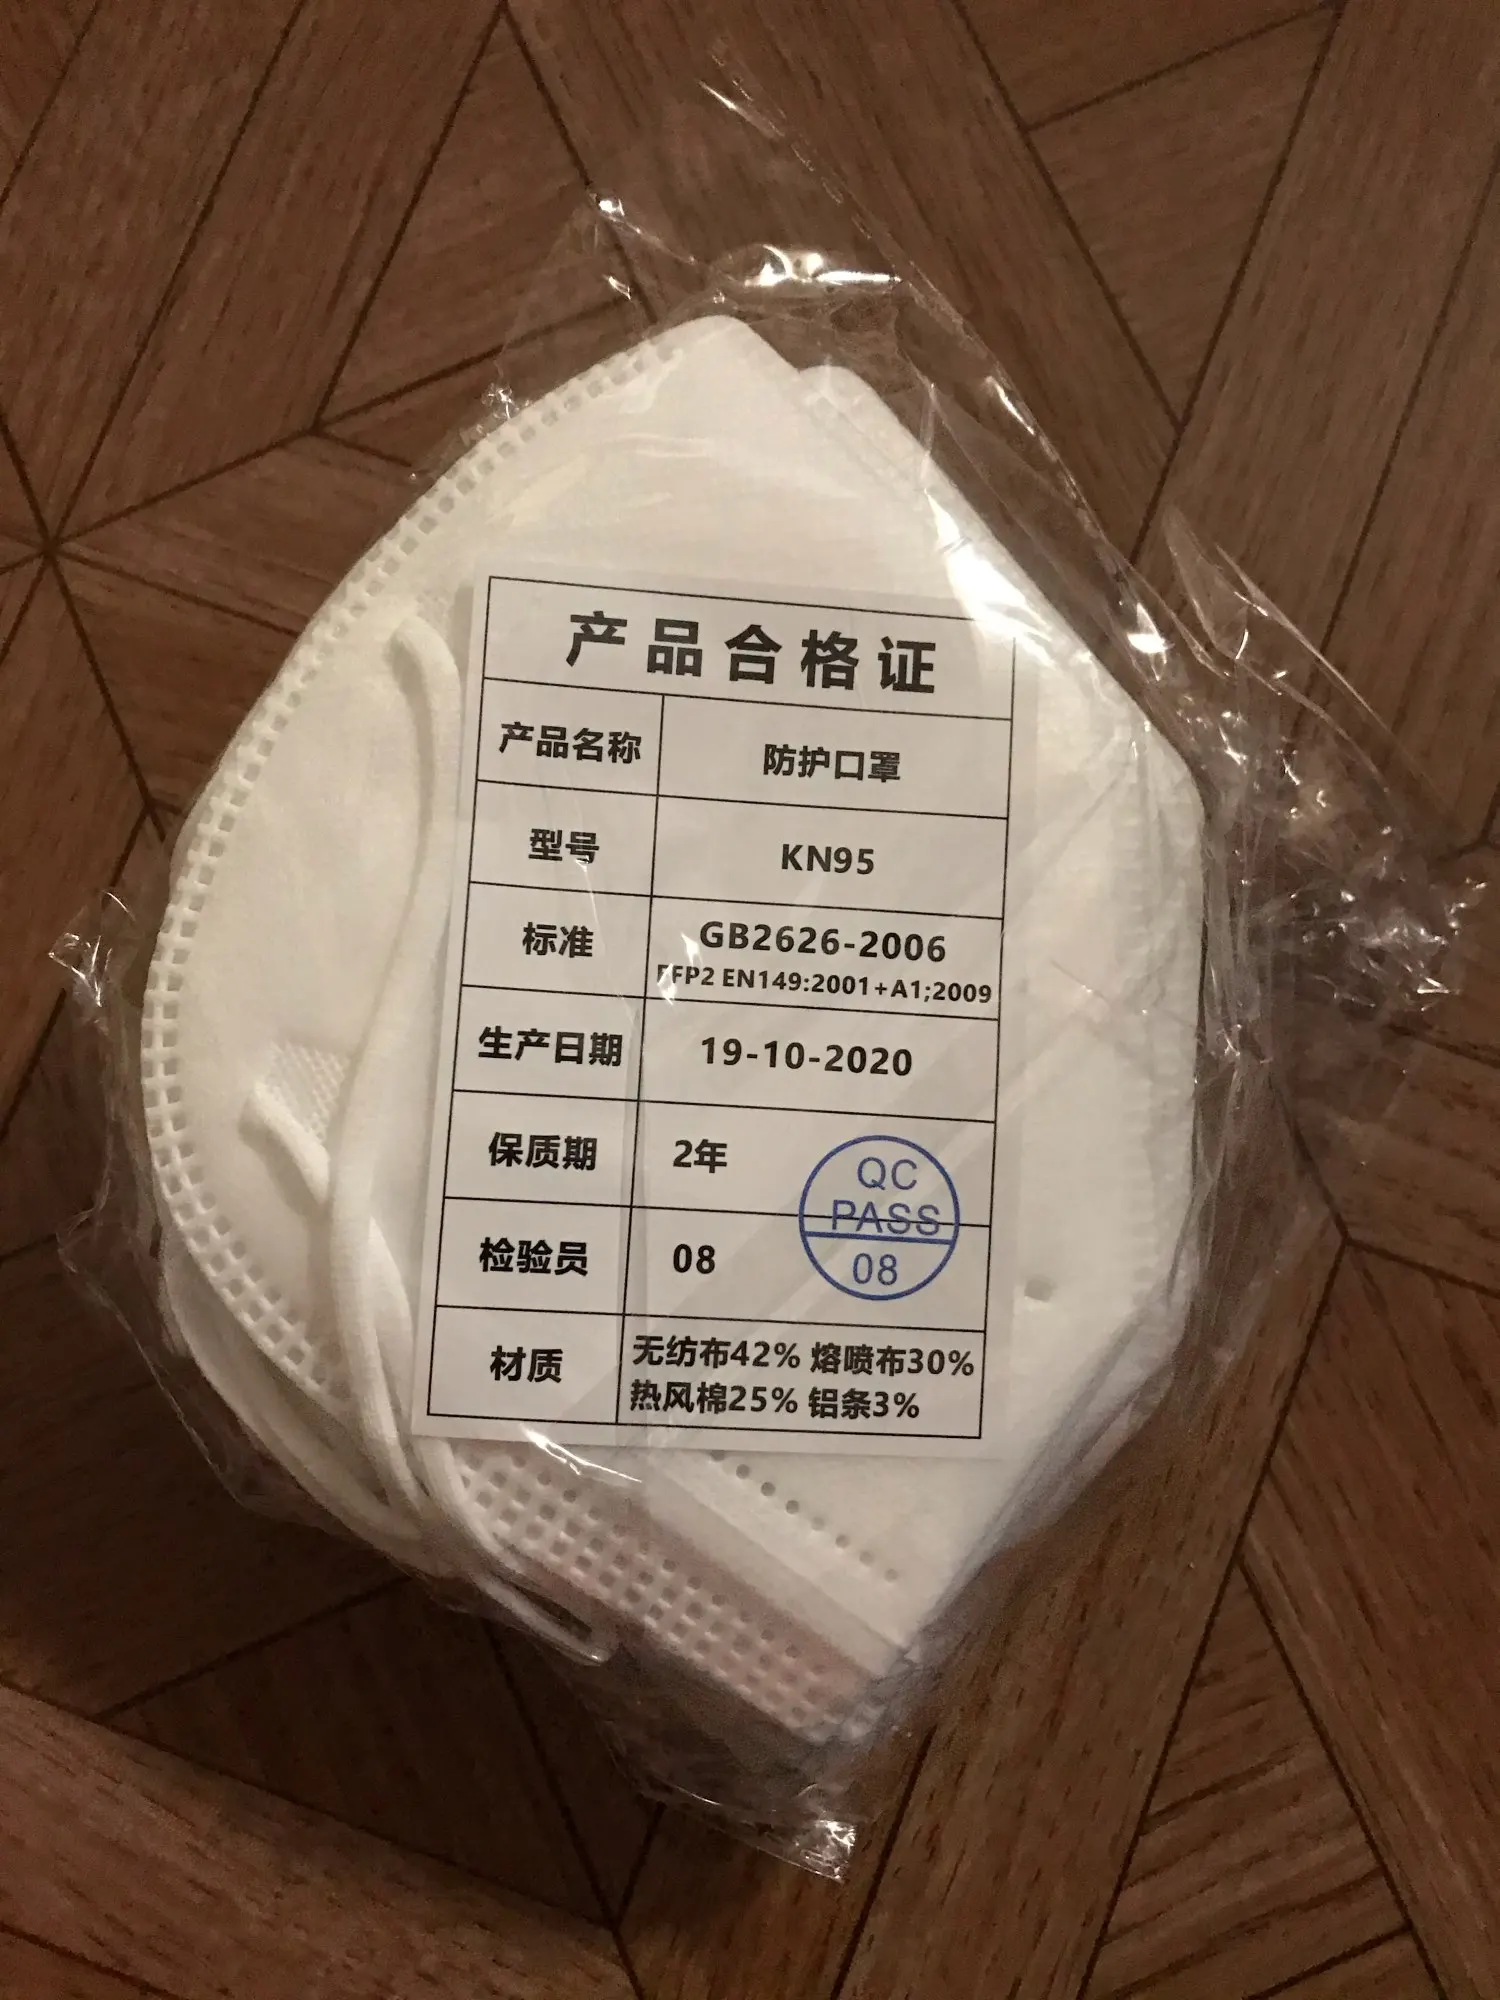 产品合格证
产品名称 防护口罩
型号 KN95
标准 GB2626-2006
FFP2 EN149:2001+A1;2009
生产日期 19-10-2020
保质期 2年
QC
PASS
08
检验员 08
材质 无纺布42% 熔喷布30%
热风棉25% 铝条3%